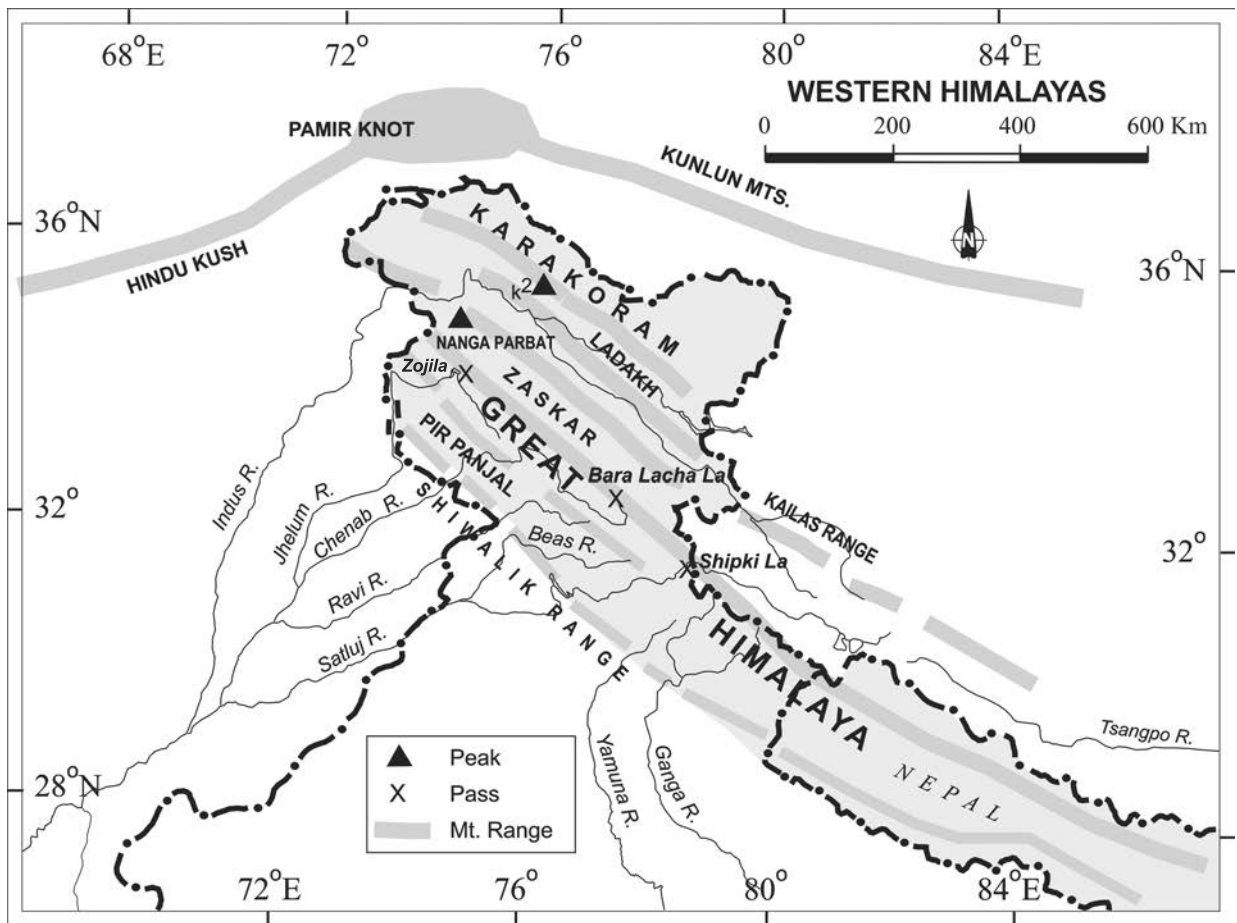 68°E
72°E
76°E
80°E
84°E
WESTERN HIMALAYAS
0 200 400 600 Km
PAMIR KNOT
KUNLUN MTS.
N
36°N
HINDU KUSH
KARAKORAM
36°N
k2
NANGA PARBAT
LADAKH
Zojila
ZASKAR
GREAT
PIR PANJAL
Bara Lacha La
32°
Indus R.
Jhelum R.
Chenab R.
SHIWALIK RANGE
KAILAS RANGE
Beas R.
Shipki La
32°
Ravi R.
Satluj R.
HIMALAYA
Tsangpo R.
Peak
Pass
Mt. Range
Yamuna R.
Ganga R.
NEPAL
28°N
72°E
76°E
80°E
84°E